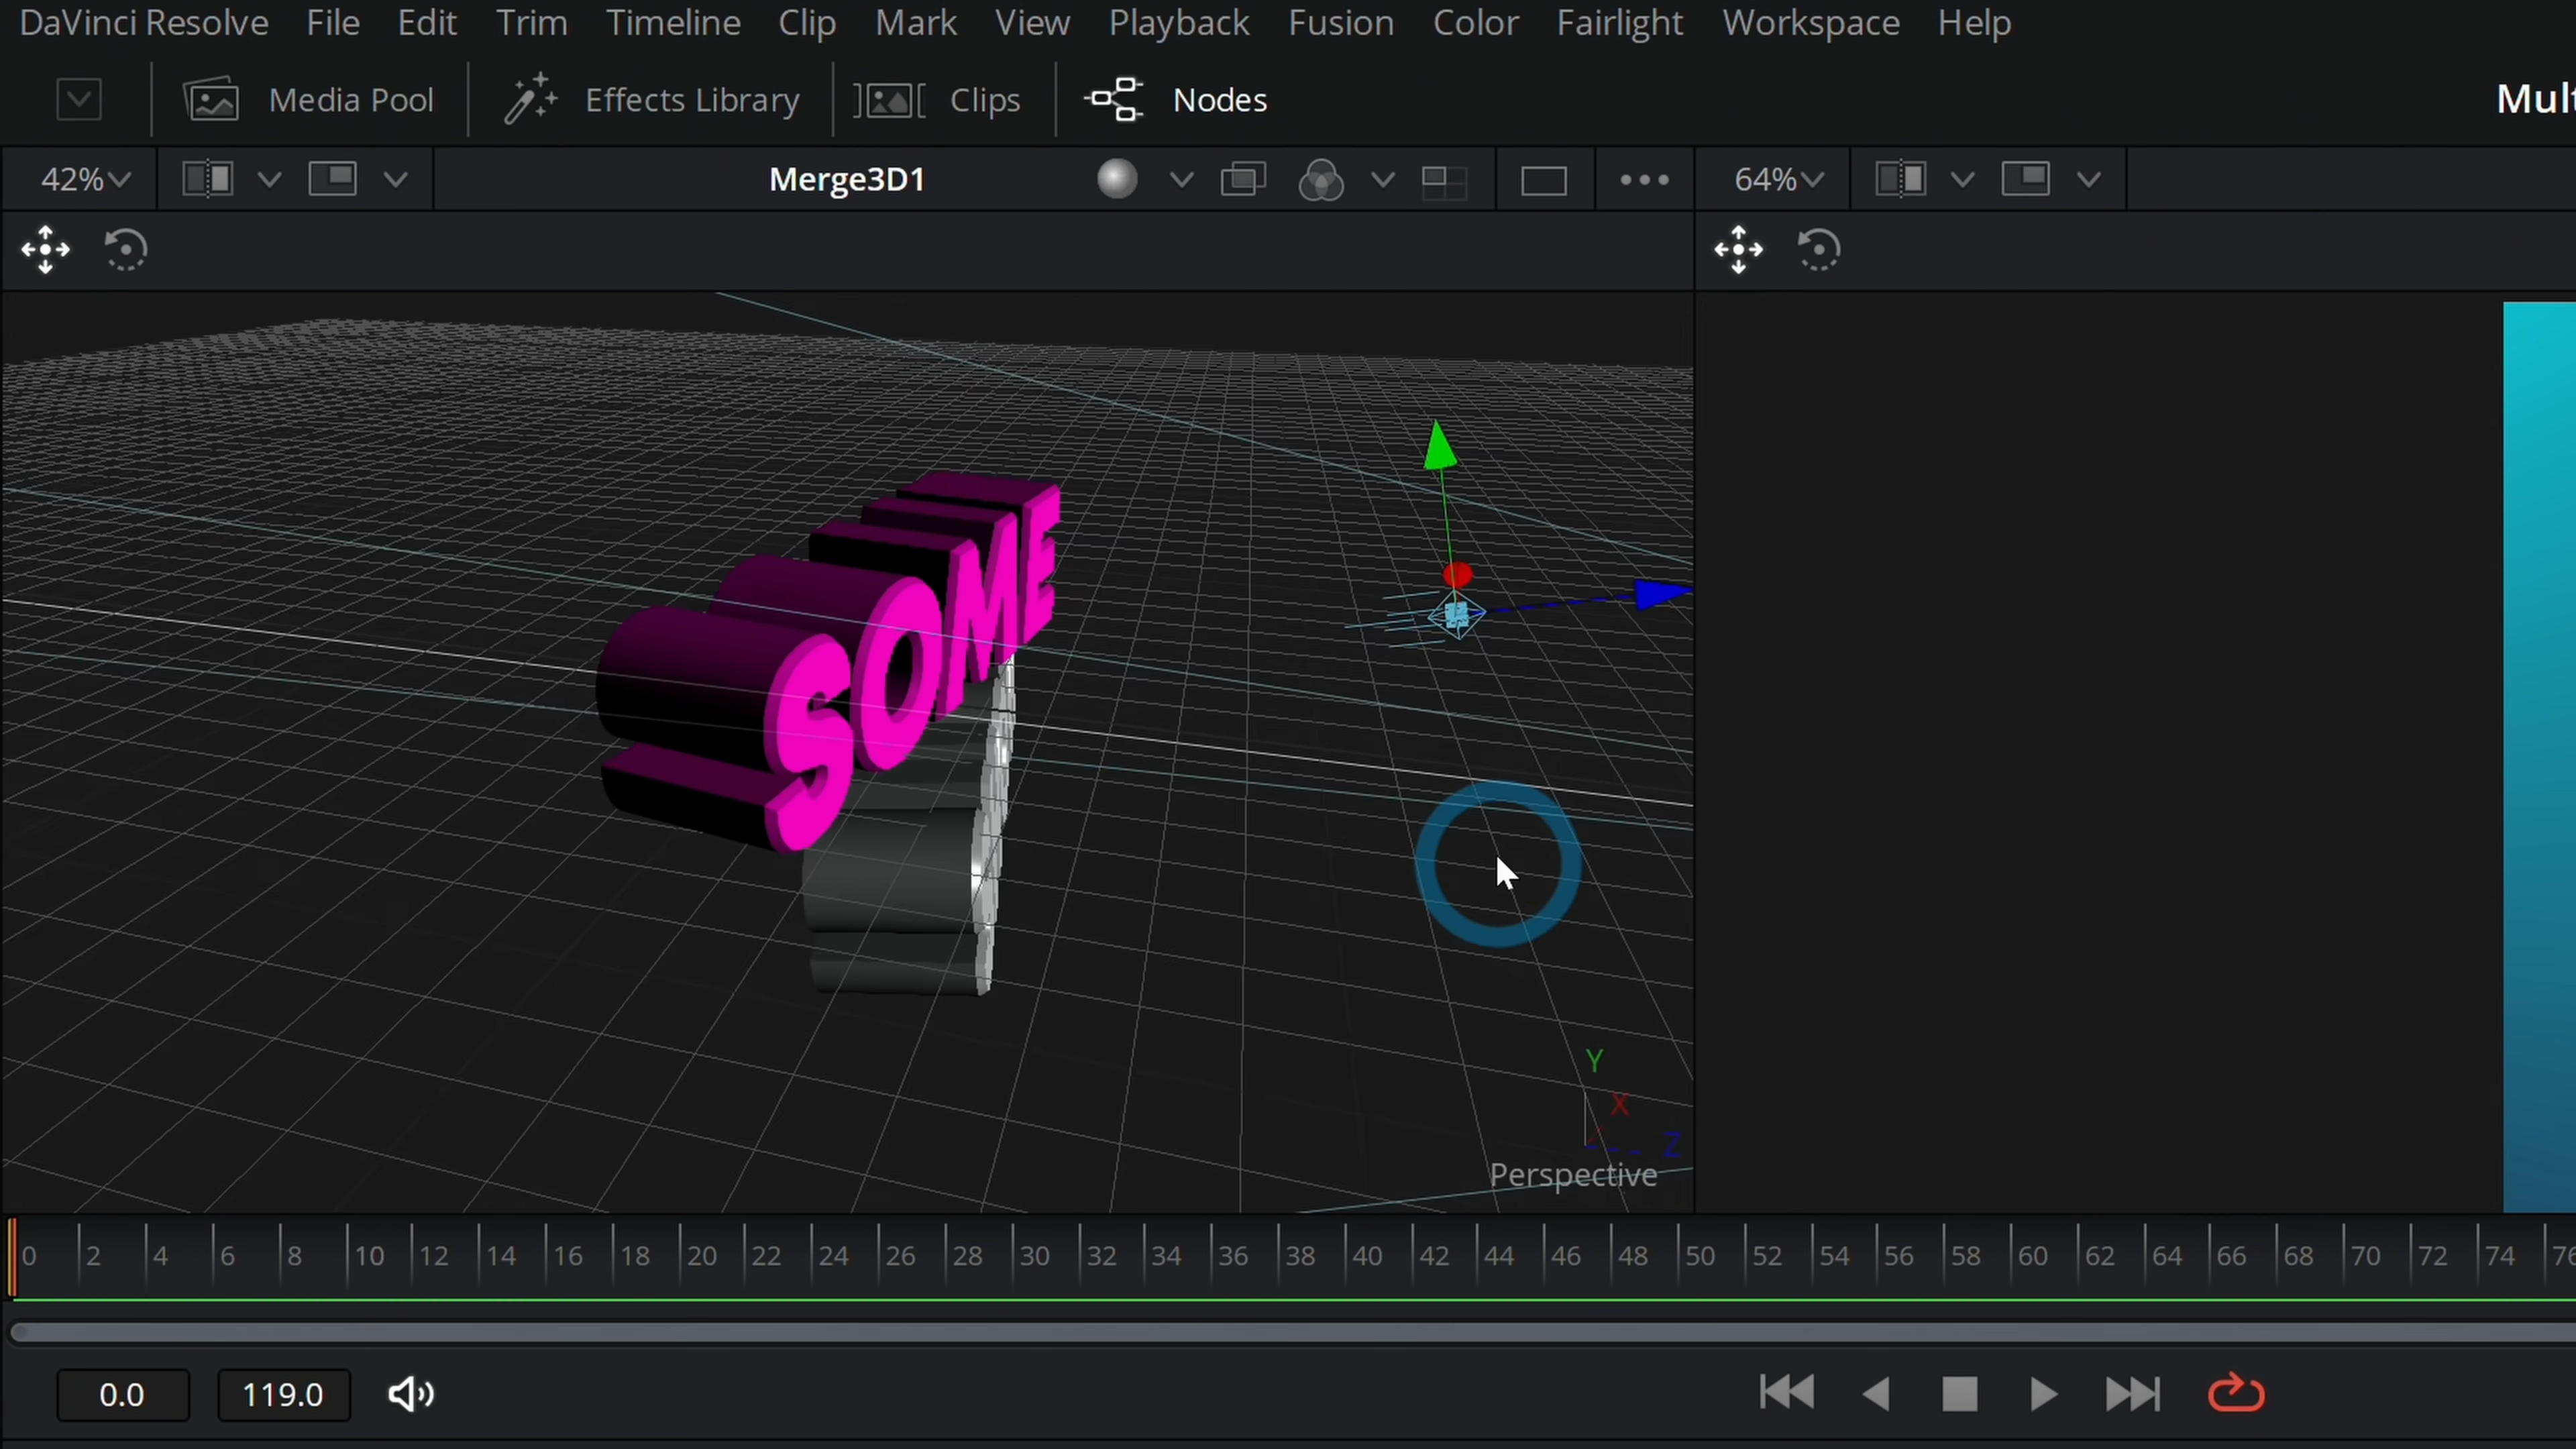 DaVinci Resolve File Edit Trim Timeline Clip Mark View Playback Fusion Color Fairlight Workspace Help
Media Pool Effects Library Clips Nodes
42% Merge3D1 64%
SOME
Y
X
Z
Perspective
0 2 4 6 8 10 12 14 16 18 20 22 24 26 28 30 32 34 36 38 40 42 44 46 48 50 52 54 56 58 60 62 64 66 68 70 72 74 76
0.0 119.0